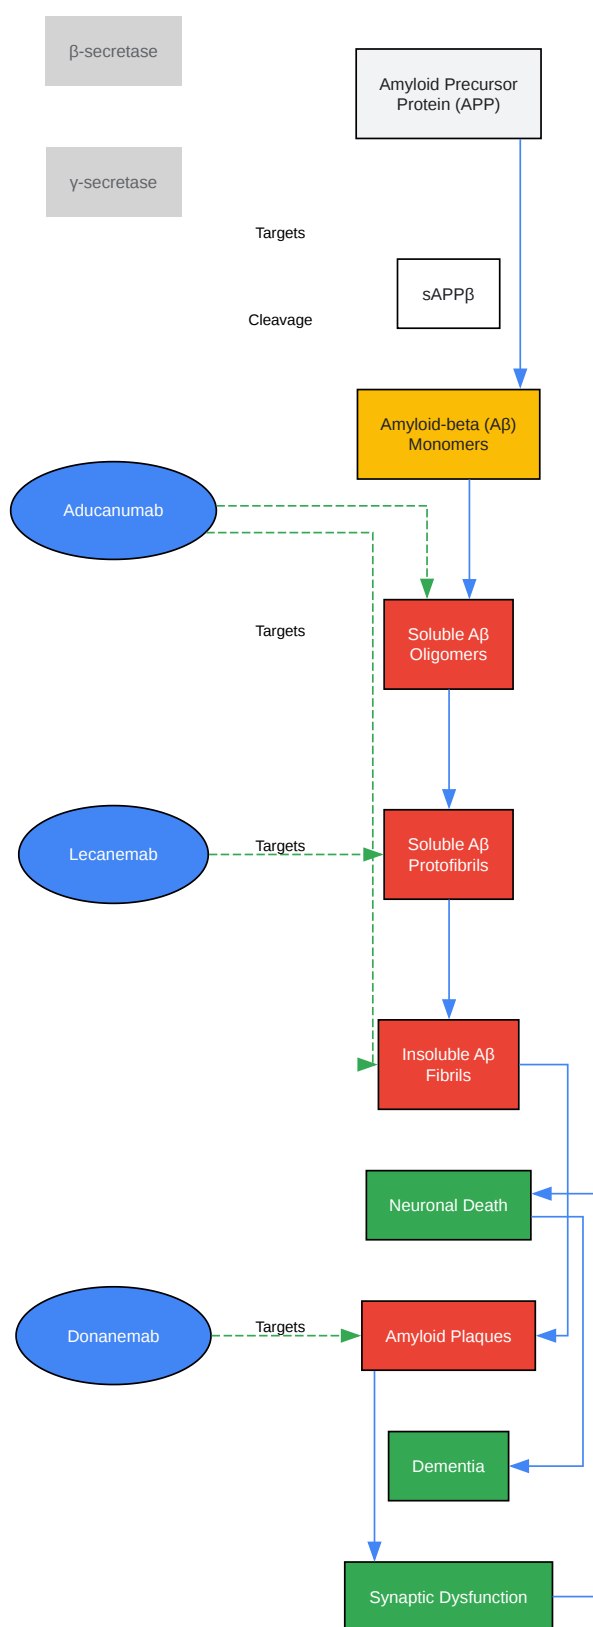 β-secretase
Amyloid Precursor
Protein (APP)
γ-secretase
Targets
sAPPβ
Cleavage
Amyloid-beta (Aβ)
Monomers
Aducanumab
Targets
Soluble Aβ
Oligomers
Lecanemab
Targets
Soluble Aβ
Protofibrils
Insoluble Aβ
Fibrils
Neuronal Death
Donanemab
Targets
Amyloid Plaques
Dementia
Synaptic Dysfunction